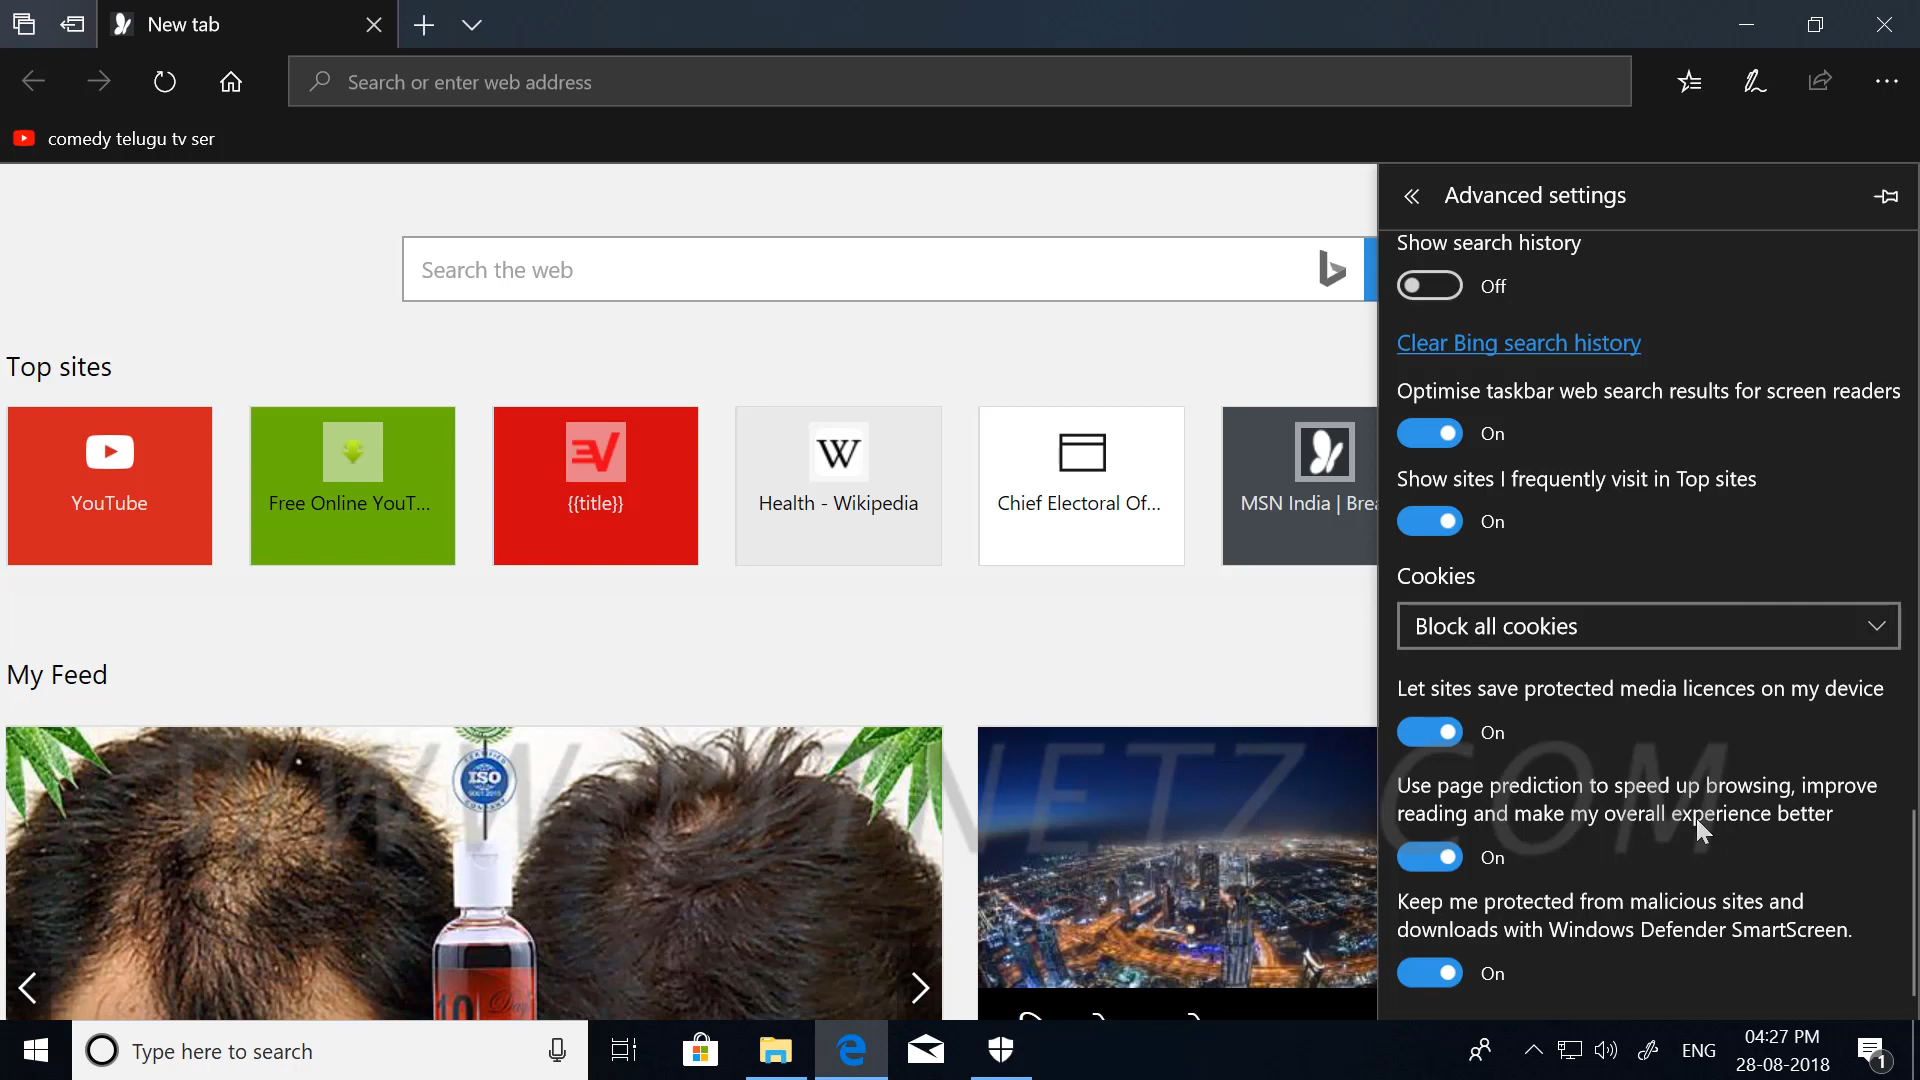 New tab
Search or enter web address
comedy telugu tv ser
Advanced settings
Show search history
Off
Clear Bing search history
Optimise taskbar web search results for screen readers
On
Show sites I frequently visit in Top sites
On
Cookies
Block all cookies
Let sites save protected media licences on my device
On
Use page prediction to speed up browsing, improve
reading and make my overall experience better
On
Keep me protected from malicious sites and
downloads with Windows Defender SmartScreen.
On
Search the web
Top sites
YouTube
Free Online YouT...
{{title}}
Health - Wikipedia
Chief Electoral Of...
MSN India | Brea
My Feed
ISO
10
Days
Type here to search
ENG
04:27 PM
28-08-2018
1